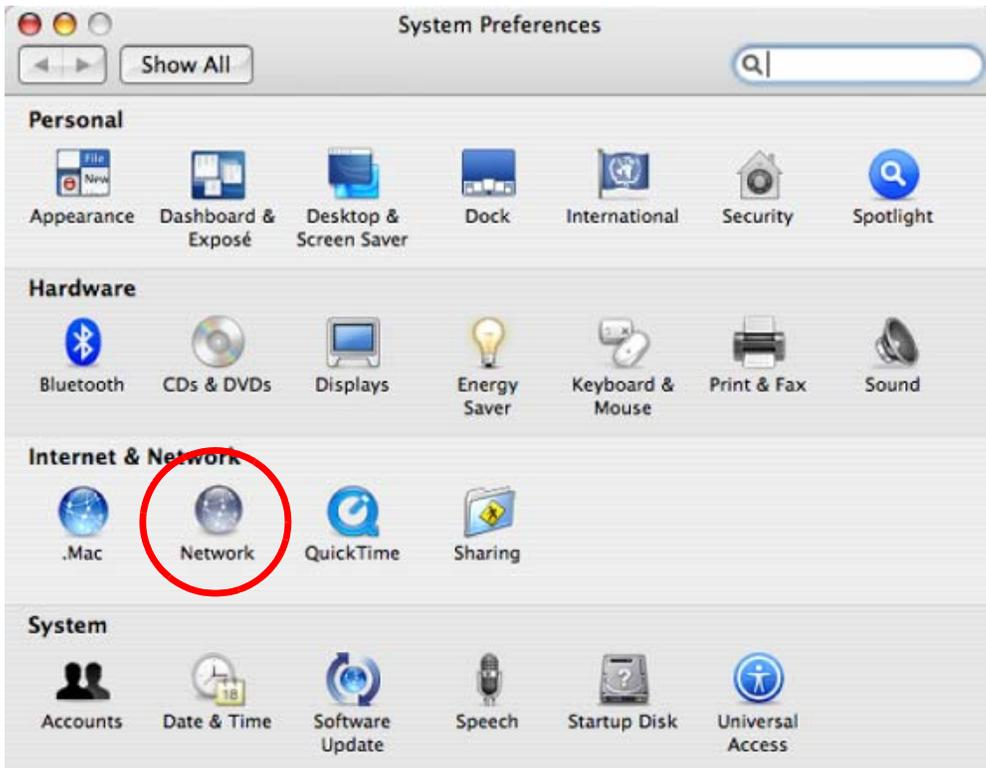 System Preferences
Show All
Personal
File
New
Appearance
Dashboard &
Exposé
Desktop &
Screen Saver
Dock
International
Security
Spotlight
Hardware
Bluetooth
CDs & DVDs
Displays
Energy
Saver
Keyboard &
Mouse
Print & Fax
Sound
Internet & Network
.Mac
Network
QuickTime
Sharing
System
18
?
Accounts
Date & Time
Software
Update
Speech
Startup Disk
Universal
Access